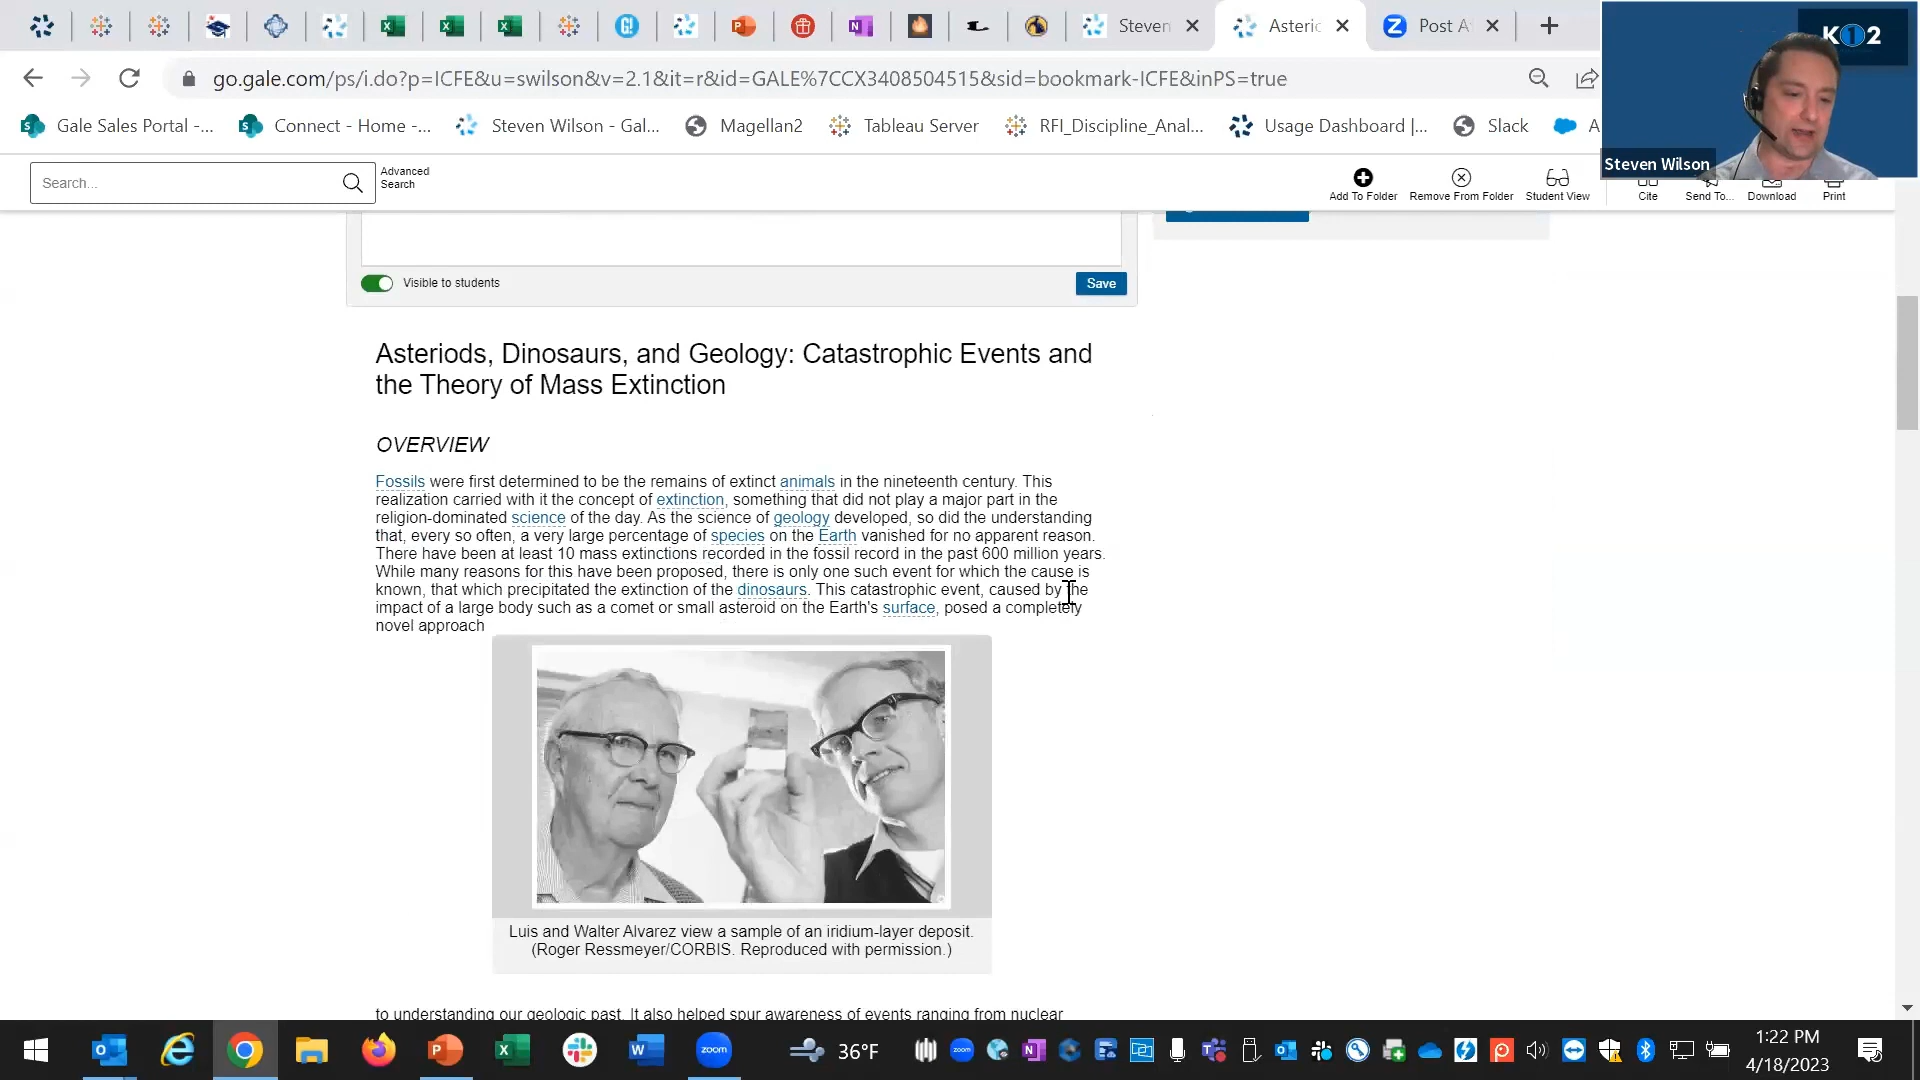 Steven
Asteric
Post A
go.gale.com/ps/i.do?p=ICFE&u=swilson&v=2.1&it=r&id=GALE%7CCX3408504515&sid=bookmark-ICFE&inPS=true
K12
Gale Sales Portal -...
Connect - Home -...
Steven Wilson - Gal...
Magellan2
Tableau Server
RFI_Discipline_Anal...
Usage Dashboard |...
Slack
A
Steven Wilson
Search...
Advanced
Search
Add To Folder
Remove From Folder
Student View
Cite
Send To...
Download
Print
Visible to students
Save
Asteriods, Dinosaurs, and Geology: Catastrophic Events and
the Theory of Mass Extinction
OVERVIEW
Fossils were first determined to be the remains of extinct animals in the nineteenth century. This
realization carried with it the concept of extinction, something that did not play a major part in the
religion-dominated science of the day. As the science of geology developed, so did the understanding
that, every so often, a very large percentage of species on the Earth vanished for no apparent reason.
There have been at least 10 mass extinctions recorded in the fossil record in the past 600 million years.
While many reasons for this have been proposed, there is only one such event for which the cause is
known, that which precipitated the extinction of the dinosaurs. This catastrophic event, caused by the
impact of a large body such as a comet or small asteroid on the Earth's surface, posed a completely
novel approach
Luis and Walter Alvarez view a sample of an iridium-layer deposit.
(Roger Ressmeyer/CORBIS. Reproduced with permission.)
to understanding our geologic past. It also helped spur awareness of events ranging from nuclear
zoom
36°F
1:22 PM
4/18/2023